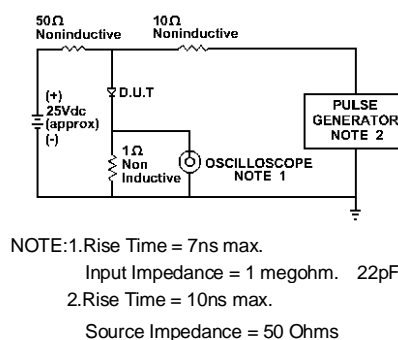 50Ω
Noninductive
10Ω
Noninductive
(+)
25Vdc
(approx)
(-)
D.U.T
PULSE
GENERATOR
NOTE 2
1Ω
Non
Inductive
OSCILLOSCOPE
NOTE 1
NOTE:1.Rise Time = 7ns max.
Input Impedance = 1 megohm. 22pF
2.Rise Time = 10ns max.
Source Impedance = 50 Ohms